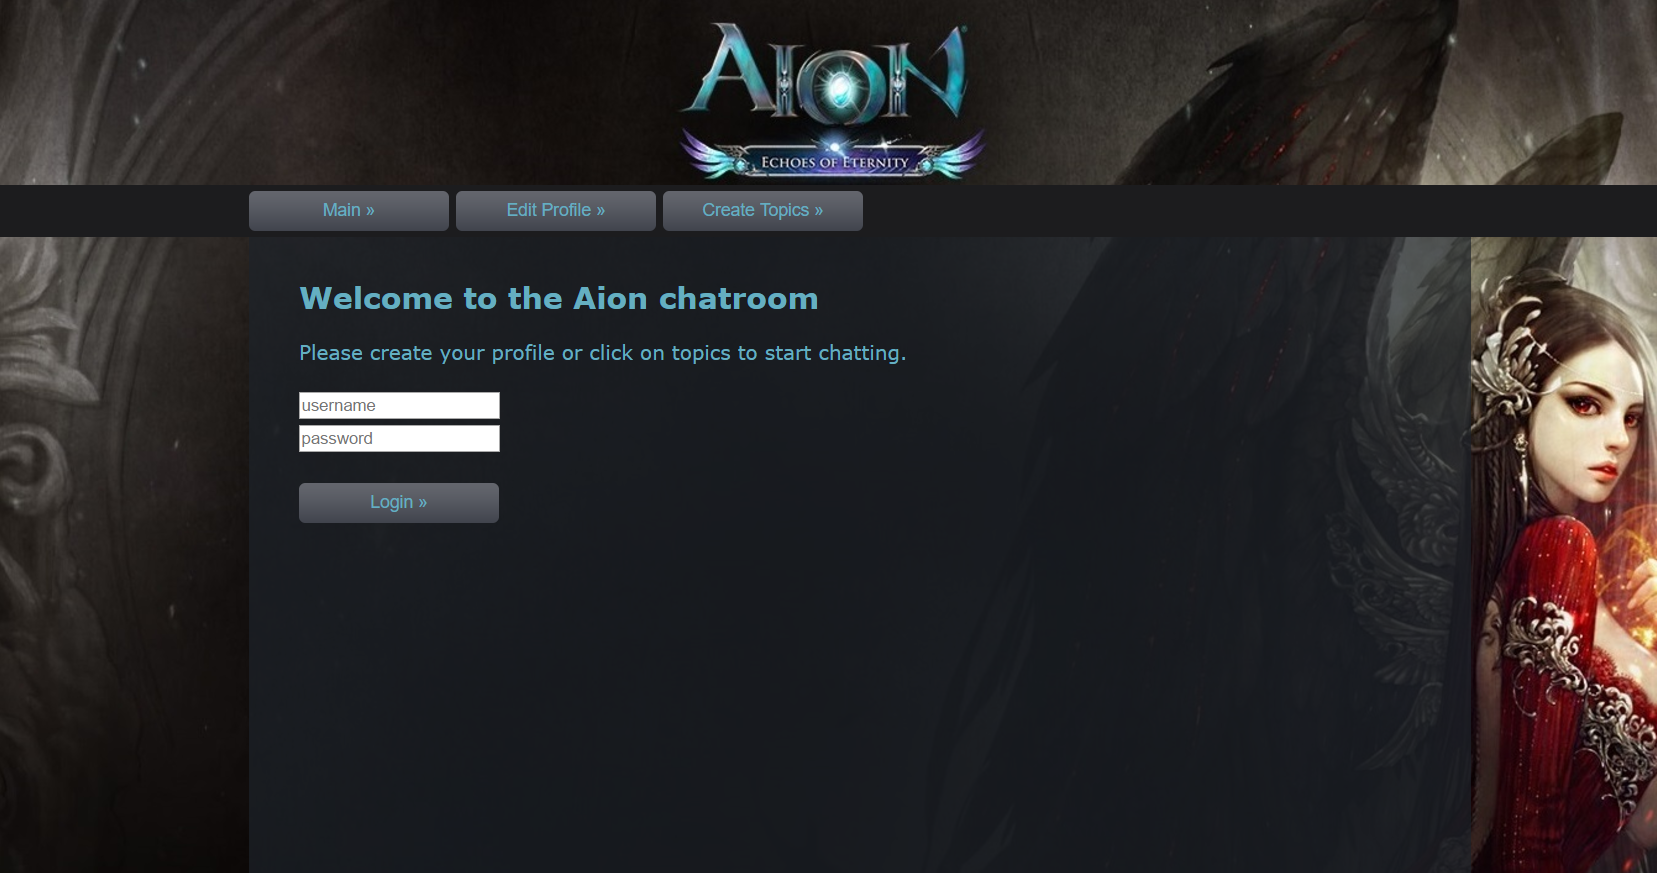 AION
ECHOES OF ETERNITY
Main » Edit Profile » Create Topics »
Welcome to the Aion chatroom
Please create your profile or click on topics to start chatting.
username
password
Login »